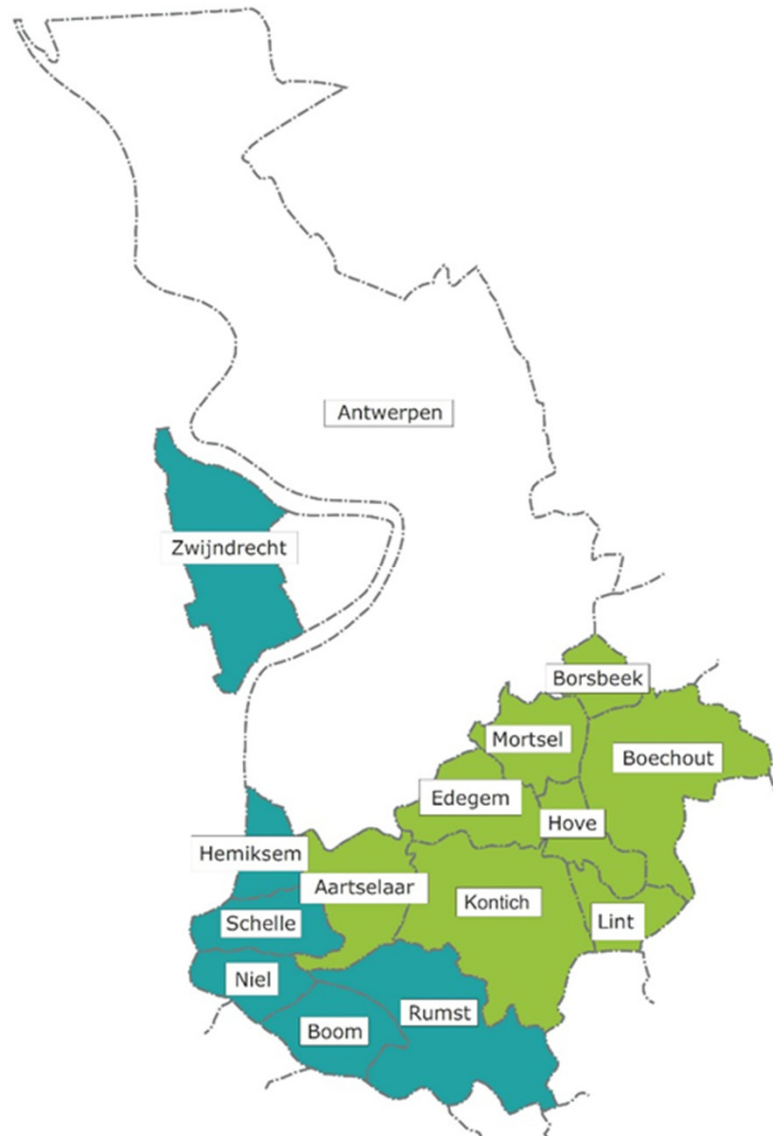 Antwerpen
Zwijndrecht
Borsbeek
Mortsel
Boechout
Edegem
Hove
Hemiksem
Aartselaar
Kontich
Lint
Schelle
Niel
Rumst
Boom